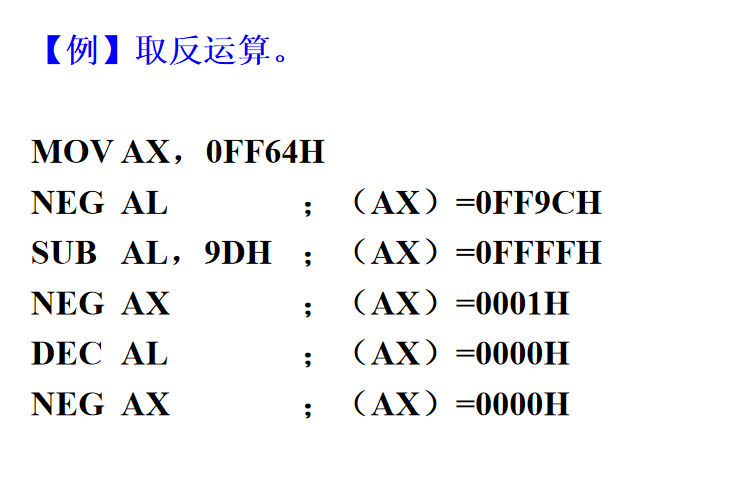 【例】取反运算。
MOV AX，0FF64H
NEG AL ；（AX）=0FF9CH
SUB AL，9DH ；（AX）=0FFFFH
NEG AX ；（AX）=0001H
DEC AL ；（AX）=0000H
NEG AX ；（AX）=0000H